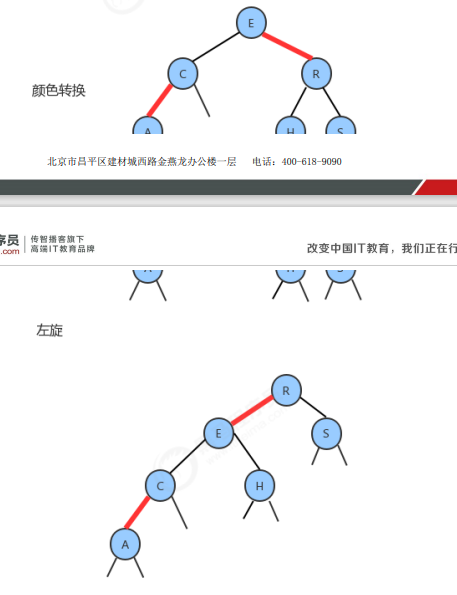 E
C
R
颜色转换
A
H
S
北京市昌平区建材城西路金燕龙办公楼一层 电话：400-618-9090
序员
传智播客旗下
.com
高端IT教育品牌
改变中国IT教育，我们正在行
左旋
R
E
S
C
H
A